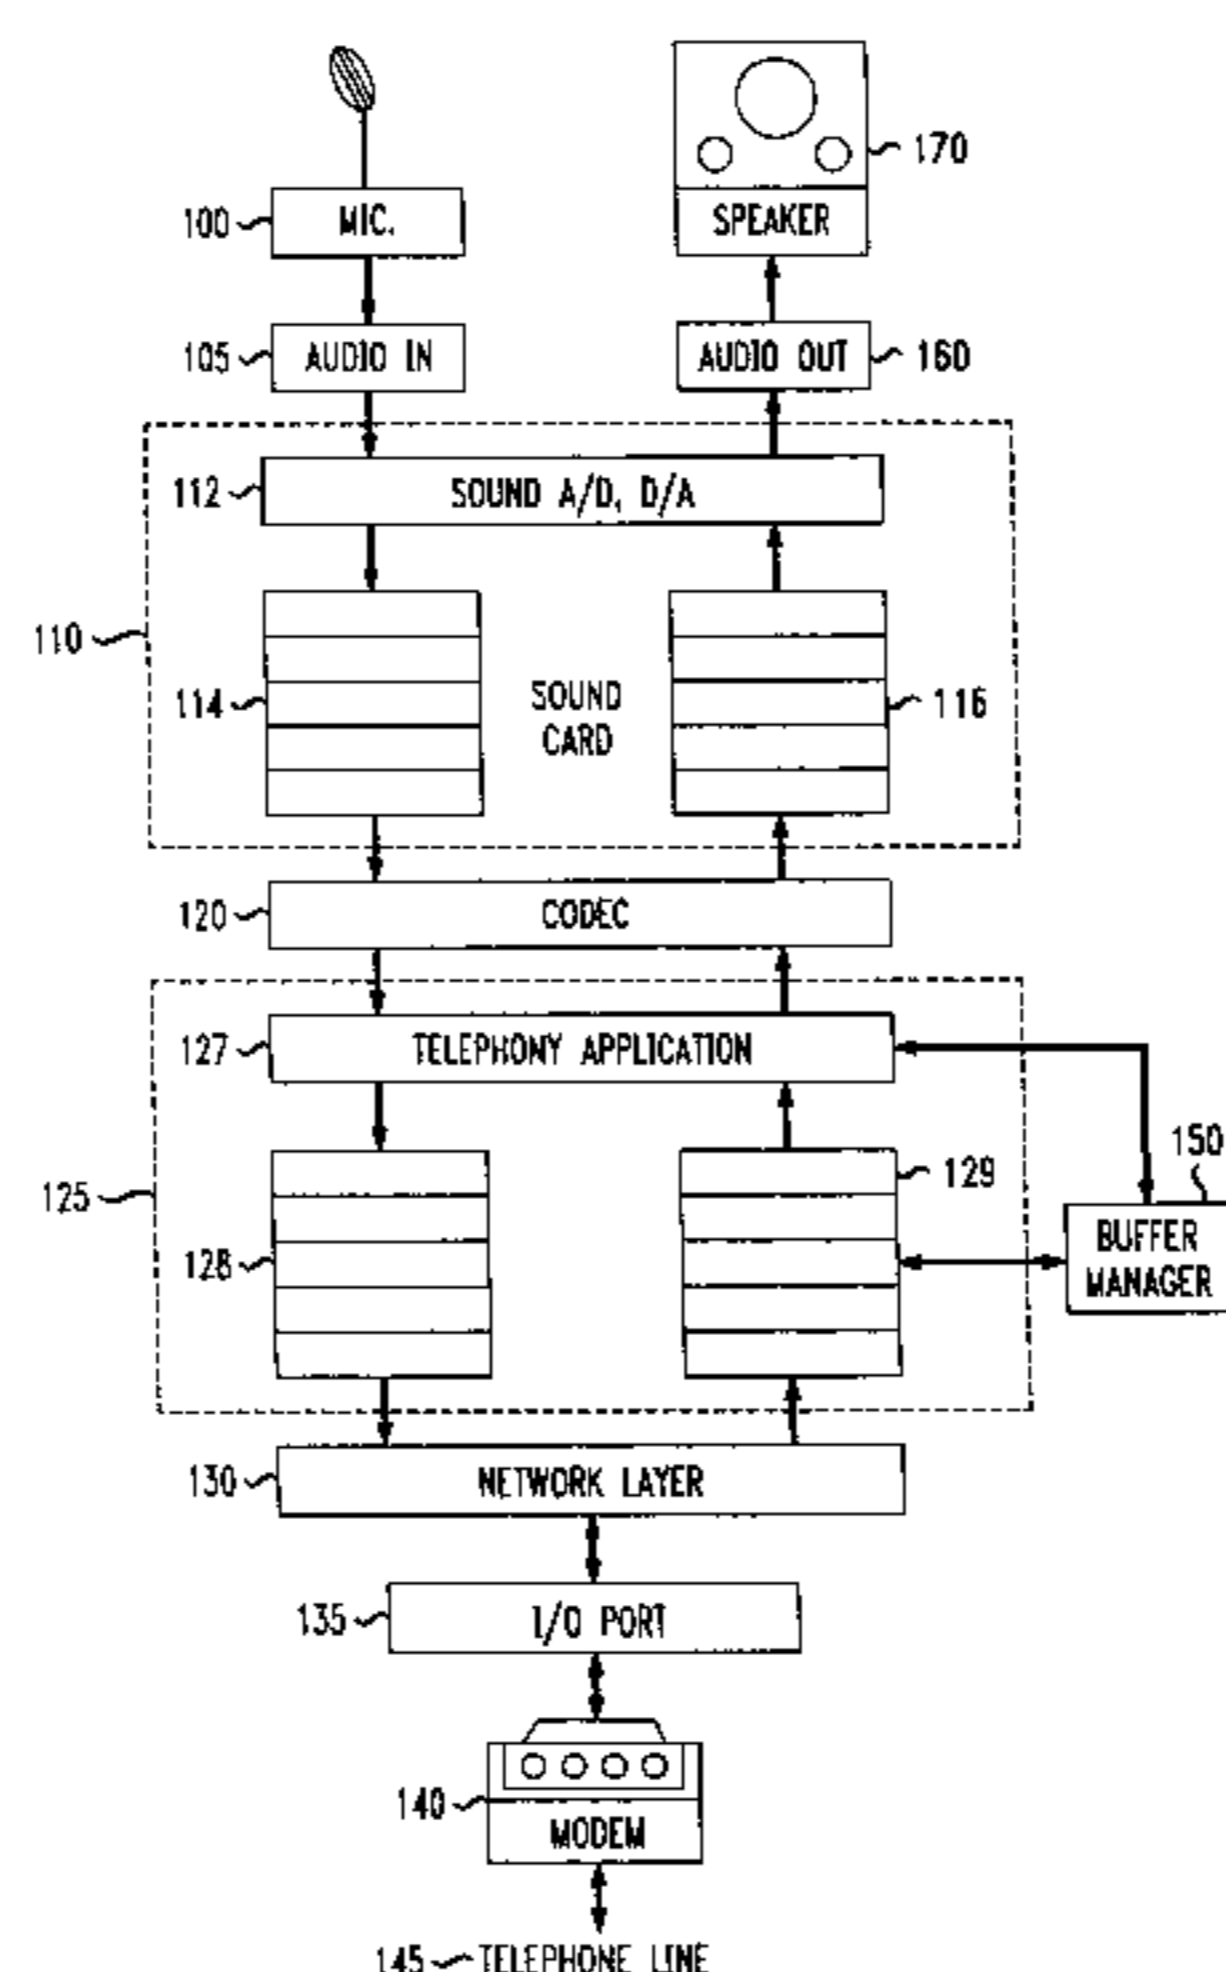 170
100 MIC.
SPEAKER
105 AUDIO IN
AUDIO OUT 160
112 SOUND A/D, D/A
110
114 SOUND CARD 116
120 CODEC
127 TELEPHONY APPLICATION
150
125
128
129
BUFFER
MANAGER
130 NETWORK LAYER
135 I/O PORT
140
MODEM
145 TELEPHONE LINE